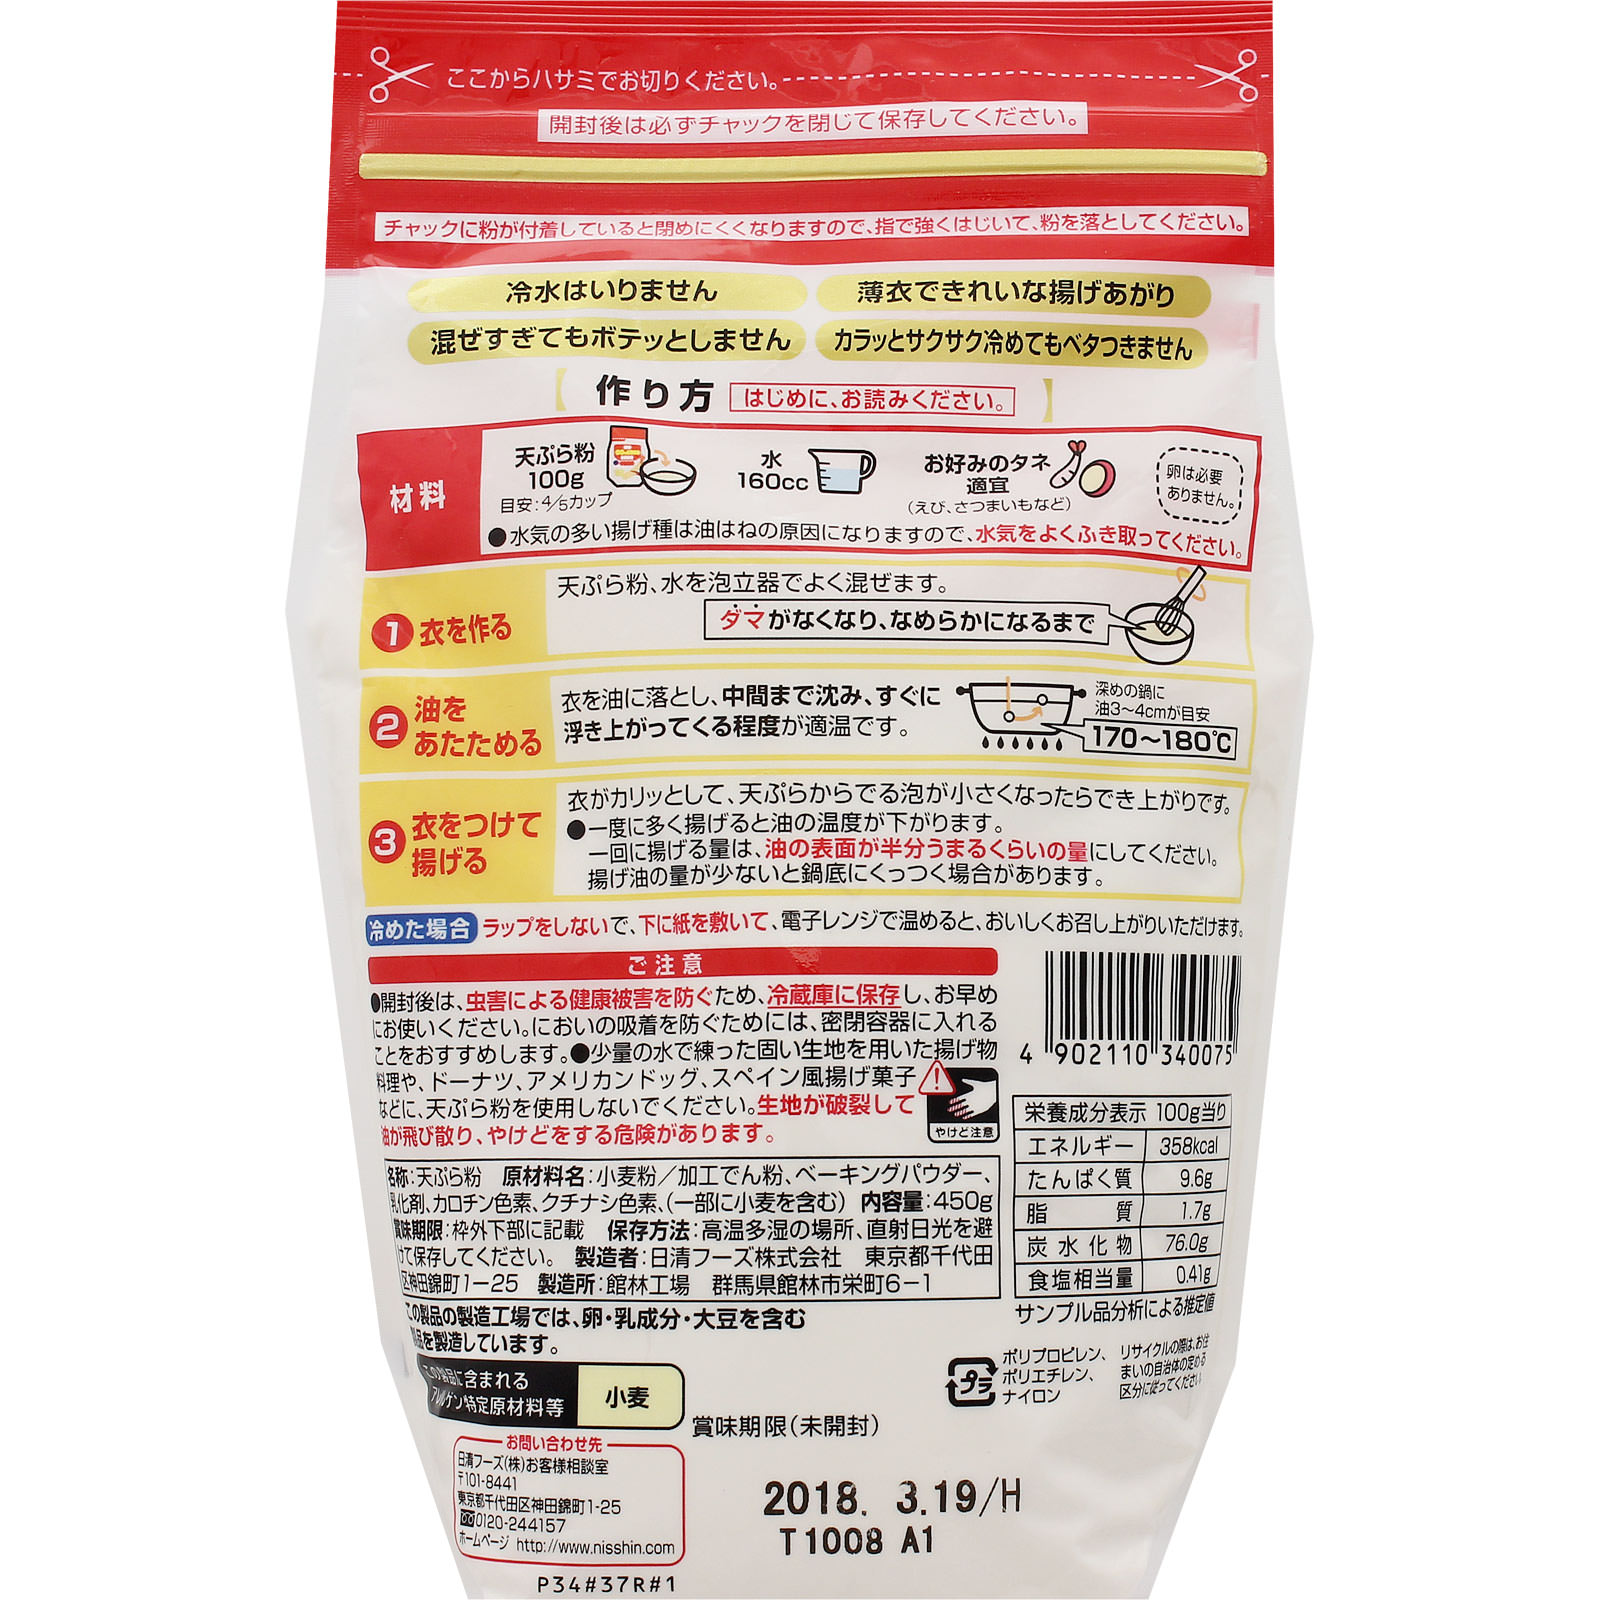 ここからハサミでお切りください。
開封後は必ずチャックを閉じて保存してください。
チャックに粉が付着していると閉めにくくなりますので、指で強くはじいて、粉を落としてください。
冷水はいりません
薄衣できれいな揚げあがり
混ぜすぎてもボテッとしません
カラッとサクサク冷めてもベタつきません
【作り方 はじめに、お読みください。】
材料
天ぷら粉
100g
目安:4/5カップ
水
160cc
お好みのタネ
適宜
(えび、さつまいもなど)
卵は必要
ありません。
●水気の多い揚げ種は油はねの原因になりますので、水気をよくふき取ってください。
1 衣を作る
天ぷら粉、水を泡立器でよく混ぜます。
ダマがなくなり、なめらかになるまで
2 油を
あたためる
衣を油に落とし、中間まで沈み、すぐに
浮き上がってくる程度が適温です。
深めの鍋に
油3〜4cmが目安
170〜180℃
3 衣をつけて
揚げる
衣がカリッとして、天ぷらからでる泡が小さくなったらでき上がりです。
●一度に多く揚げると油の温度が下がります。
一回に揚げる量は、油の表面が半分うまるくらいの量にしてください。
揚げ油の量が少ないと鍋底にくっつく場合があります。
冷めた場合 ラップをしないで、下に紙を敷いて、電子レンジで温めると、おいしくお召し上がりいただけます。
ご注意
●開封後は、虫害による健康被害を防ぐため、冷蔵庫に保存し、お早め
にお使いください。においの吸着を防ぐためには、密閉容器に入れる
ことをおすすめします。●少量の水で練った固い生地を用いた揚げ物
料理や、ドーナツ、アメリカンドッグ、スペイン風揚げ菓子
などに、天ぷら粉を使用しないでください。生地が破裂して
油が飛び散り、やけどをする危険があります。
やけど注意
4 902110 340075
栄養成分表示 100g当り
エネルギー 358kcal
たんぱく質 9.6g
脂質 1.7g
炭水化物 76.0g
食塩相当量 0.41g
サンプル品分析による推定値
名称:天ぷら粉 原材料名:小麦粉/加工でん粉、ベーキングパウダー、
乳化剤、カロチン色素、クチナシ色素、(一部に小麦を含む) 内容量:450g
賞味期限:枠外下部に記載 保存方法:高温多湿の場所、直射日光を避
けて保存してください。 製造者:日清フーズ株式会社 東京都千代田
区神田錦町1-25 製造所:館林工場 群馬県館林市栄町6-1
この製品の製造工場では、卵・乳成分・大豆を含む
製品を製造しています。
この製品に含まれる
アレルゲン特定原材料等
小麦
プラ
ポリプロピレン、
ポリエチレン、
ナイロン
リサイクルの際は、お住
まいの自治体の定める
区分に従ってください
賞味期限(未開封)
2018. 3.19/H
T1008 A1
お問い合わせ先
日清フーズ(株)お客様相談室
〒101-8441
東京都千代田区神田錦町1-25
0120-244157
ホームページ http://www.nisshin.com
P34#37R#1